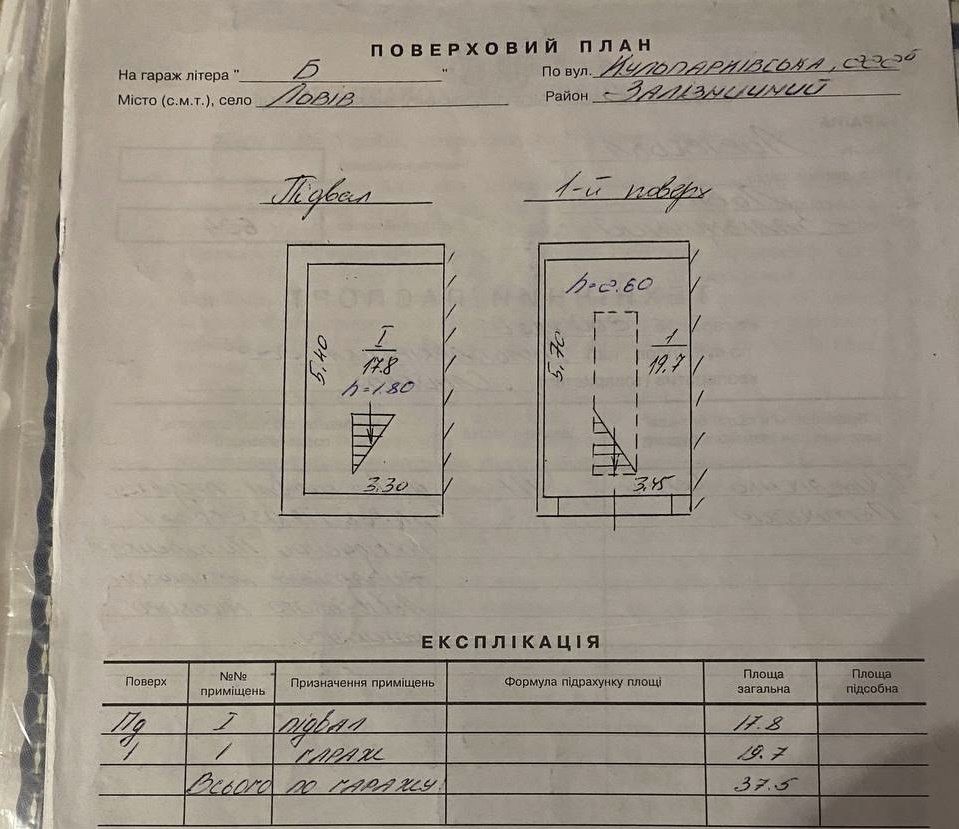 ПОВЕРХОВИЙ ПЛАН
На гараж літера " Б " По вул. Кульпарківська,
Місто (с.м.т.), село Львів Район Залізничний
Підвал 1-й поверх
h=2.60
5.40 I 17.8 5.70 1 19.7
h=1.80
3.30 3.45
ЕКСПЛІКАЦІЯ
Поверх №№ приміщень Призначення приміщень Формула підрахунку площі Площа загальна Площа підсобна
Пд I підвал 17.8
1 1 гараж 19.7
Всього по гаражу 37.5